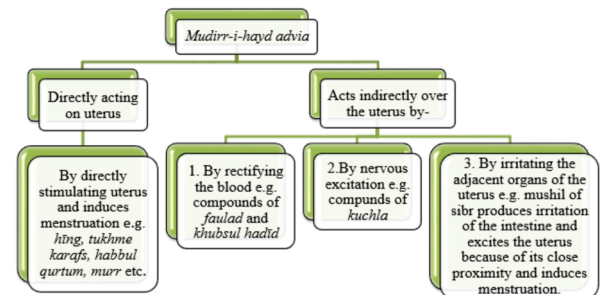 Mudirr-i-hayd advia
Directly acting
on uterus
Acts indirectly over
the uterus by-
By directly
stimulating uterus
and induces
menstruation e.g.
hīng, tukhme
karafs, habbul
qurtum, murr etc.
1. By rectifying
the blood e.g.
compounds of
faulad and
khubsul hadīd
2.By nervous
excitation e.g.
compunds of
kuchla
3. By irritating the
adjacent organs of the
uterus e.g. mushil of
sibr produces irritation
of the intestine and
excites the uterus
because of its close
proximity and induces
menstruation.